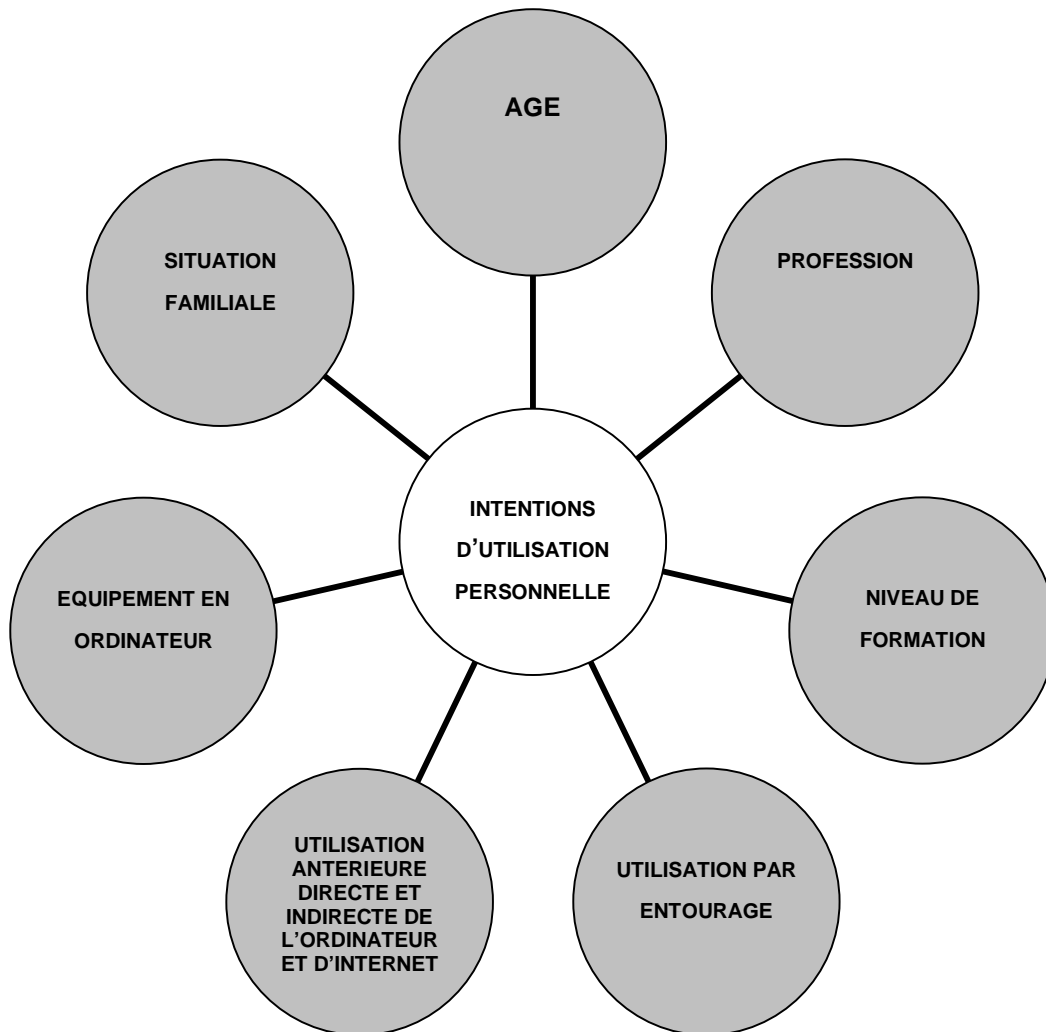 AGE
SITUATION
FAMILIALE
PROFESSION
INTENTIONS
D’UTILISATION
PERSONNELLE
EQUIPEMENT EN
ORDINATEUR
NIVEAU DE
FORMATION
UTILISATION
ANTERIEURE
DIRECTE ET
INDIRECTE DE
L’ORDINATEUR
ET D’INTERNET
UTILISATION PAR
ENTOURAGE